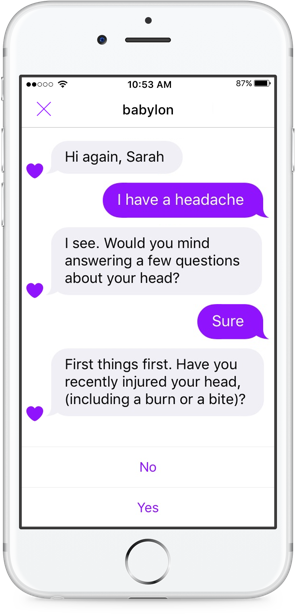 10:53 AM 87%
babylon
Hi again, Sarah
I have a headache
I see. Would you mind
answering a few questions
about your head?
Sure
First things first. Have you
recently injured your head,
(including a burn or a bite)?
No
Yes